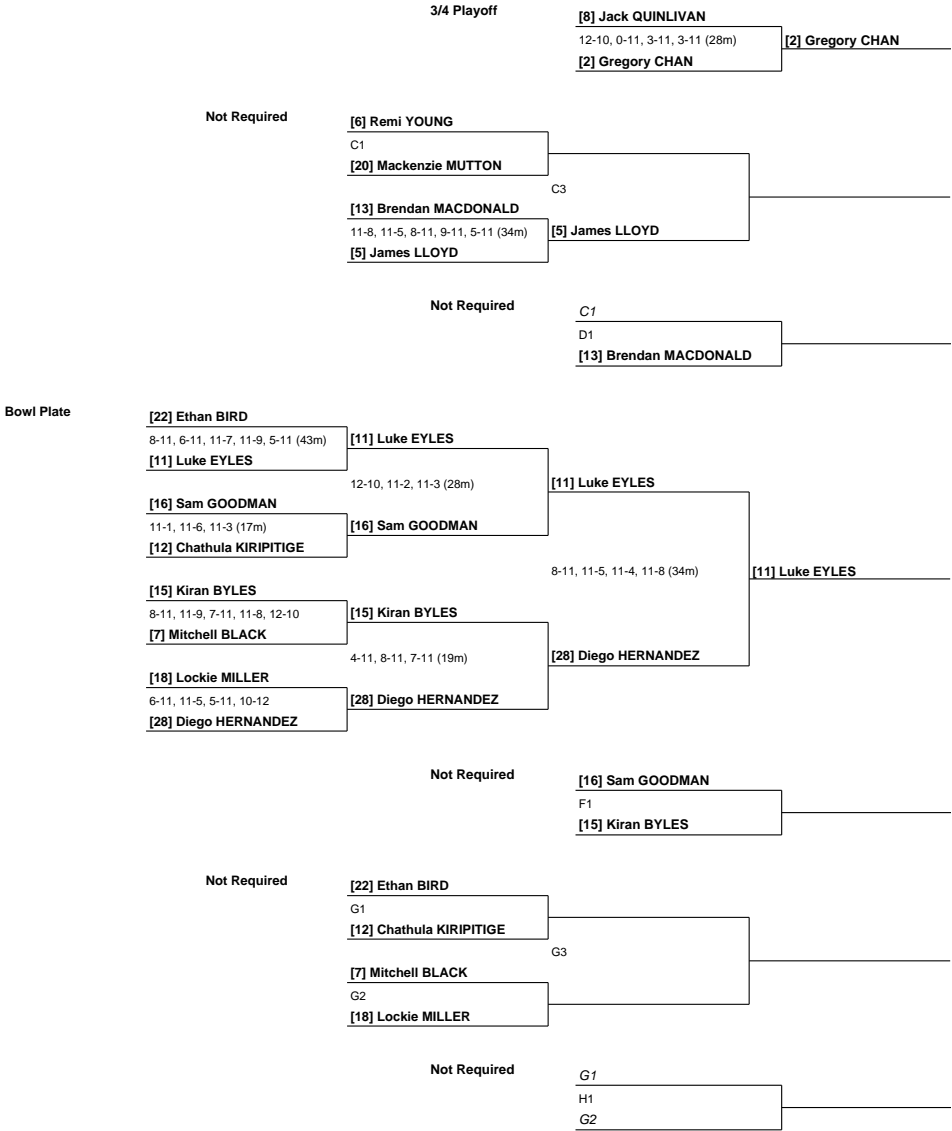 3/4 Playoff
[8] Jack QUINLIVAN
12-10, 0-11, 3-11, 3-11 (28m)
[2] Gregory CHAN
[2] Gregory CHAN
Not Required
[6] Remi YOUNG
C1
[20] Mackenzie MUTTON
C3
[13] Brendan MACDONALD
11-8, 11-5, 8-11, 9-11, 5-11 (34m)
[5] James LLOYD
[5] James LLOYD
Not Required
C1
D1
[13] Brendan MACDONALD
Bowl Plate
[22] Ethan BIRD
8-11, 6-11, 11-7, 11-9, 5-11 (43m)
[11] Luke EYLES
[11] Luke EYLES
12-10, 11-2, 11-3 (28m)
[11] Luke EYLES
[16] Sam GOODMAN
11-1, 11-6, 11-3 (17m)
[16] Sam GOODMAN
[12] Chathula KIRIPITIGE
8-11, 11-5, 11-4, 11-8 (34m)
[11] Luke EYLES
[15] Kiran BYLES
8-11, 11-9, 7-11, 11-8, 12-10
[15] Kiran BYLES
[7] Mitchell BLACK
4-11, 8-11, 7-11 (19m)
[28] Diego HERNANDEZ
[18] Lockie MILLER
6-11, 11-5, 5-11, 10-12
[28] Diego HERNANDEZ
[28] Diego HERNANDEZ
Not Required
[16] Sam GOODMAN
F1
[15] Kiran BYLES
Not Required
[22] Ethan BIRD
G1
[12] Chathula KIRIPITIGE
G3
[7] Mitchell BLACK
G2
[18] Lockie MILLER
Not Required
G1
H1
G2